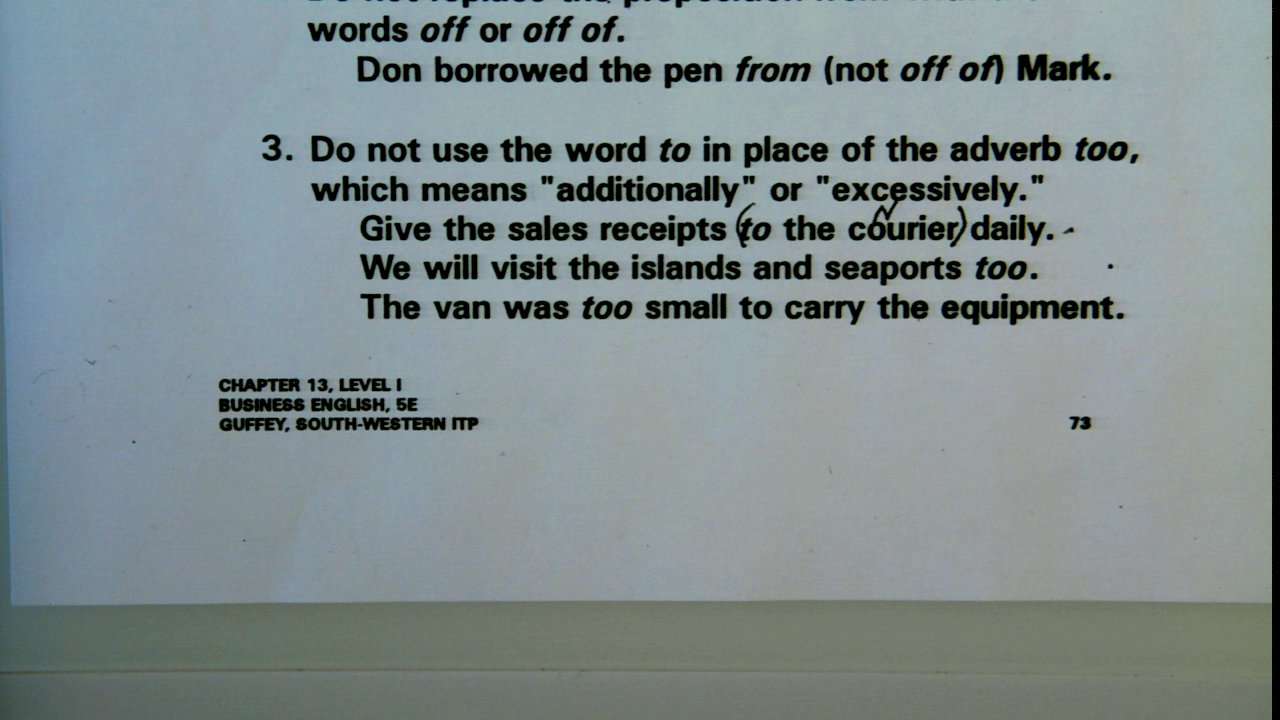 words off or off of.
Don borrowed the pen from (not off of) Mark.
3. Do not use the word to in place of the adverb too,
which means "additionally" or "excessively."
Give the sales receipts (to the courier) daily.
We will visit the islands and seaports too.
The van was too small to carry the equipment.
CHAPTER 13, LEVEL I
BUSINESS ENGLISH, 5E
GUFFEY, SOUTH-WESTERN ITP
73